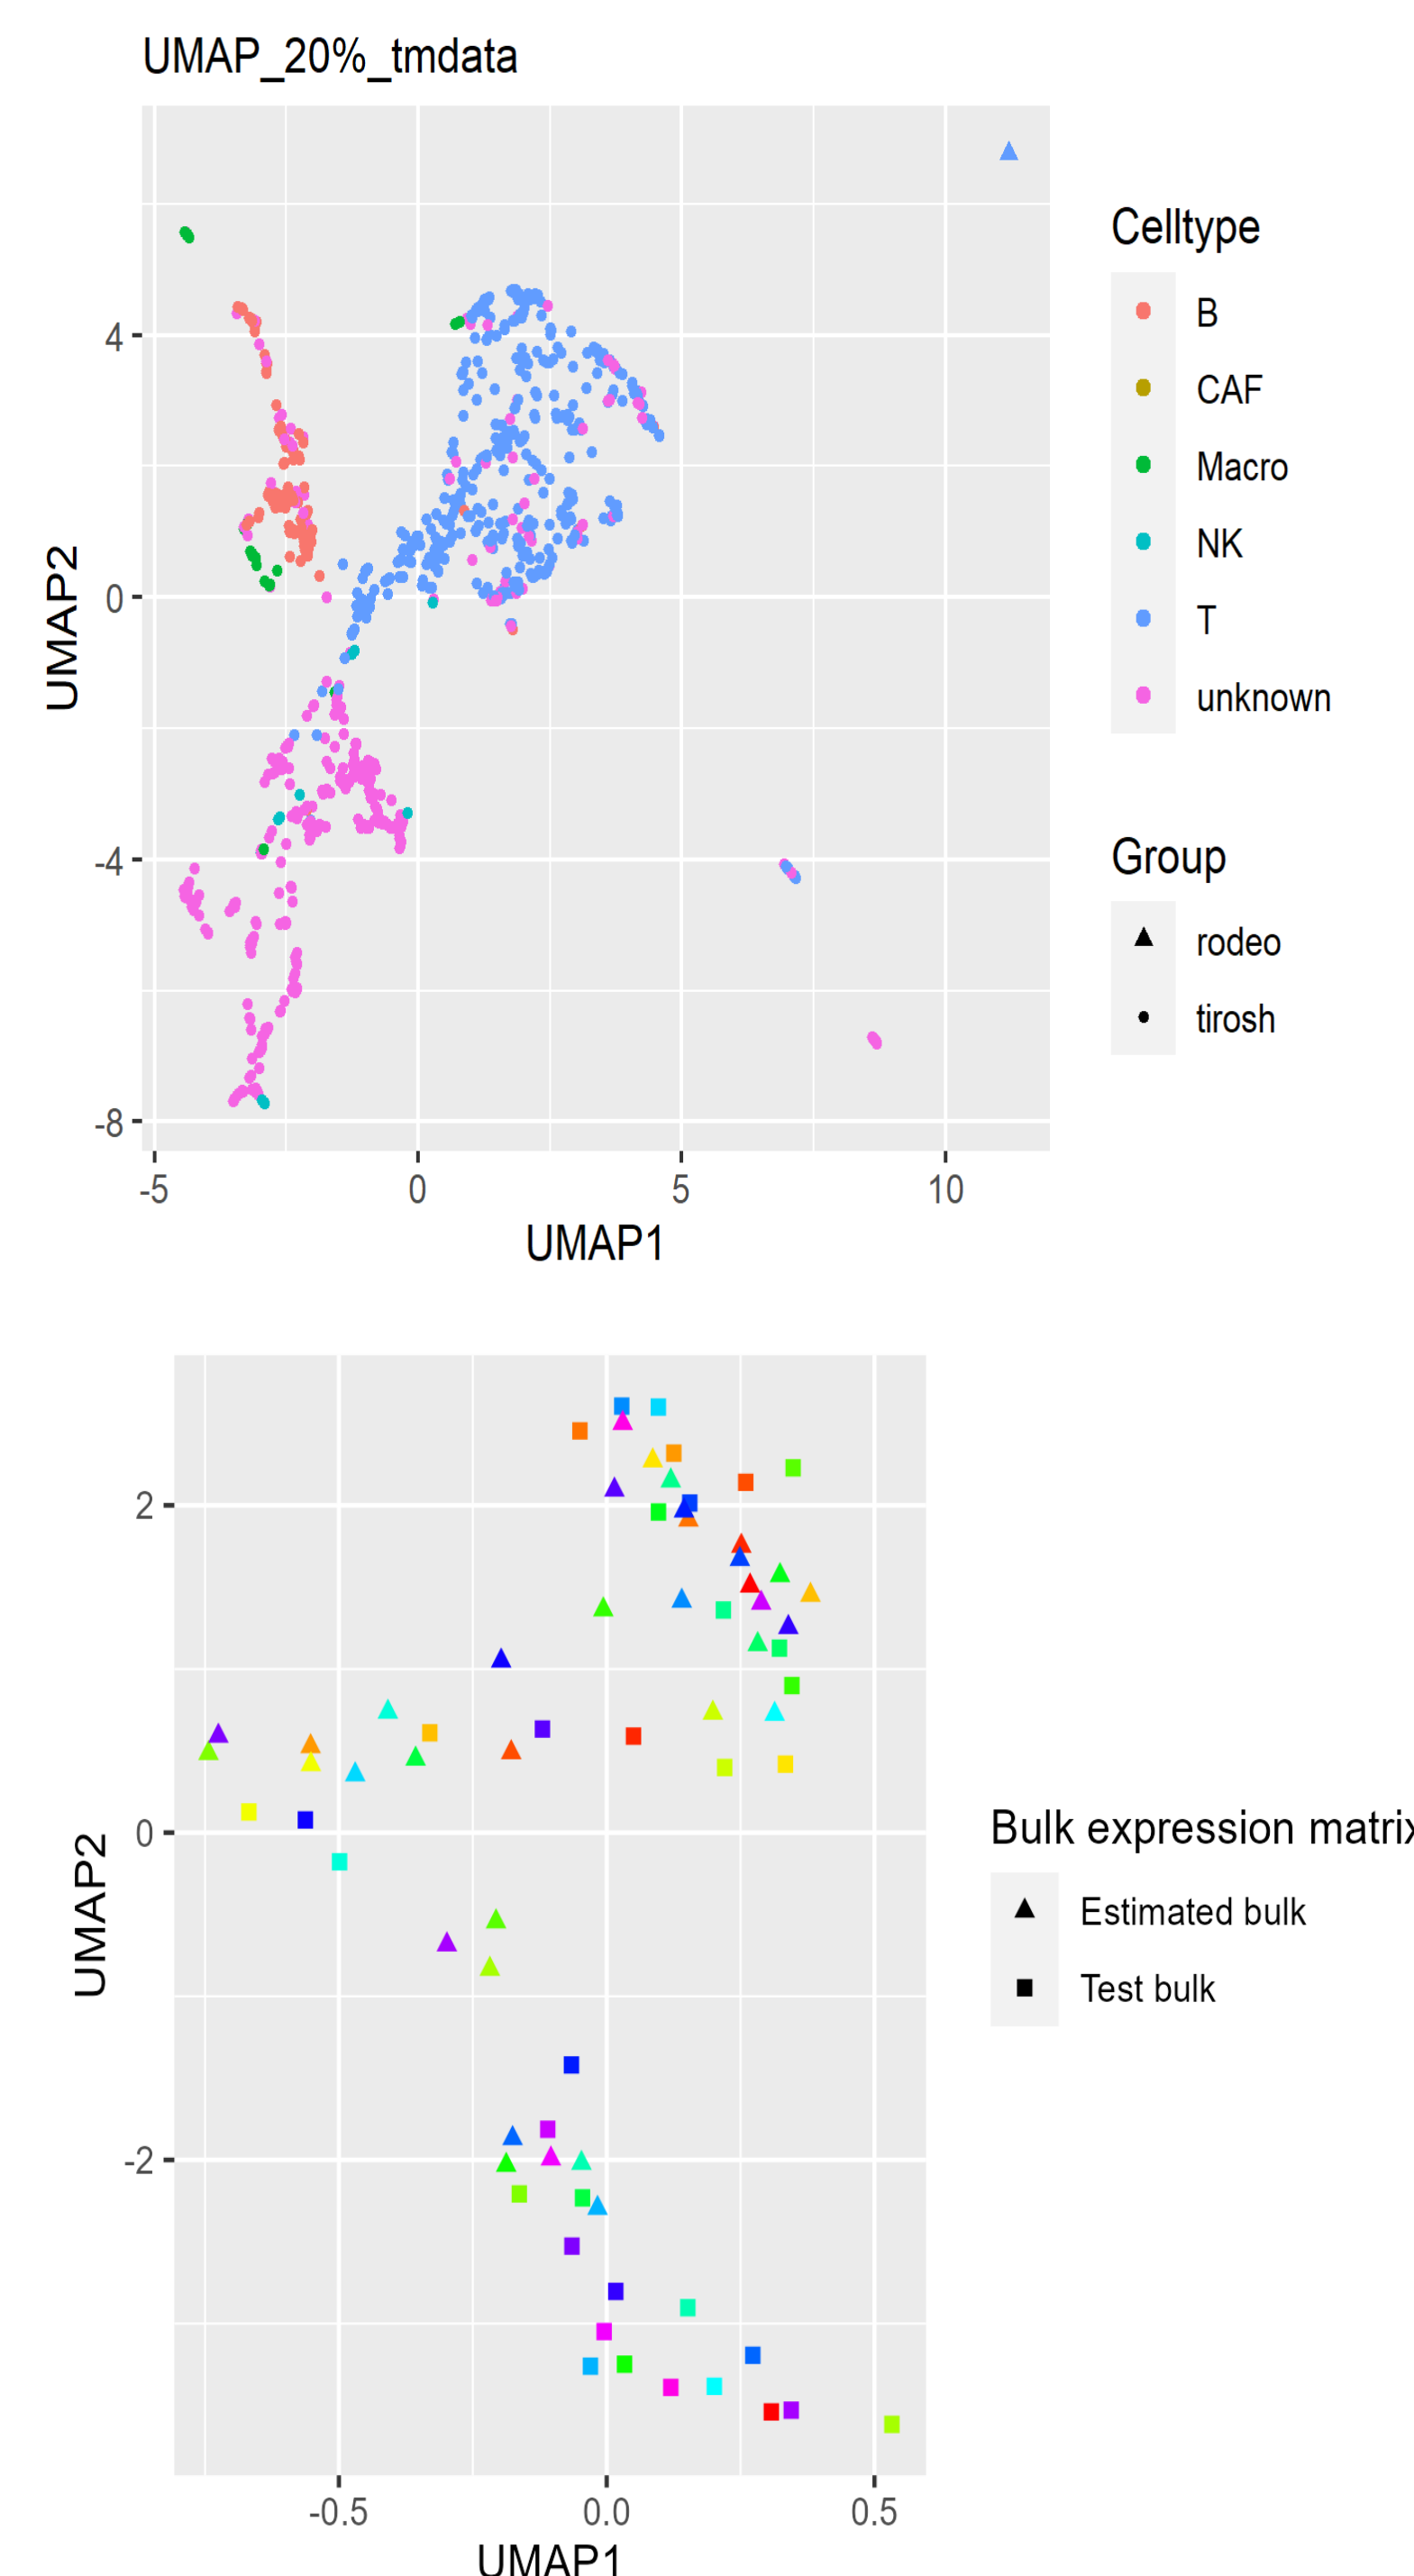 UMAP_20%_tmdata
UMAP2
4
0
-4
-8
-5
0
5
10
UMAP1
Celltype
B
CAF
Macro
NK
T
unknown
Group
rodeo
tirosh
UMAP2
2
0
-2
-0.5
0.0
0.5
UMAP1
Bulk expression matrix
Estimated bulk
Test bulk